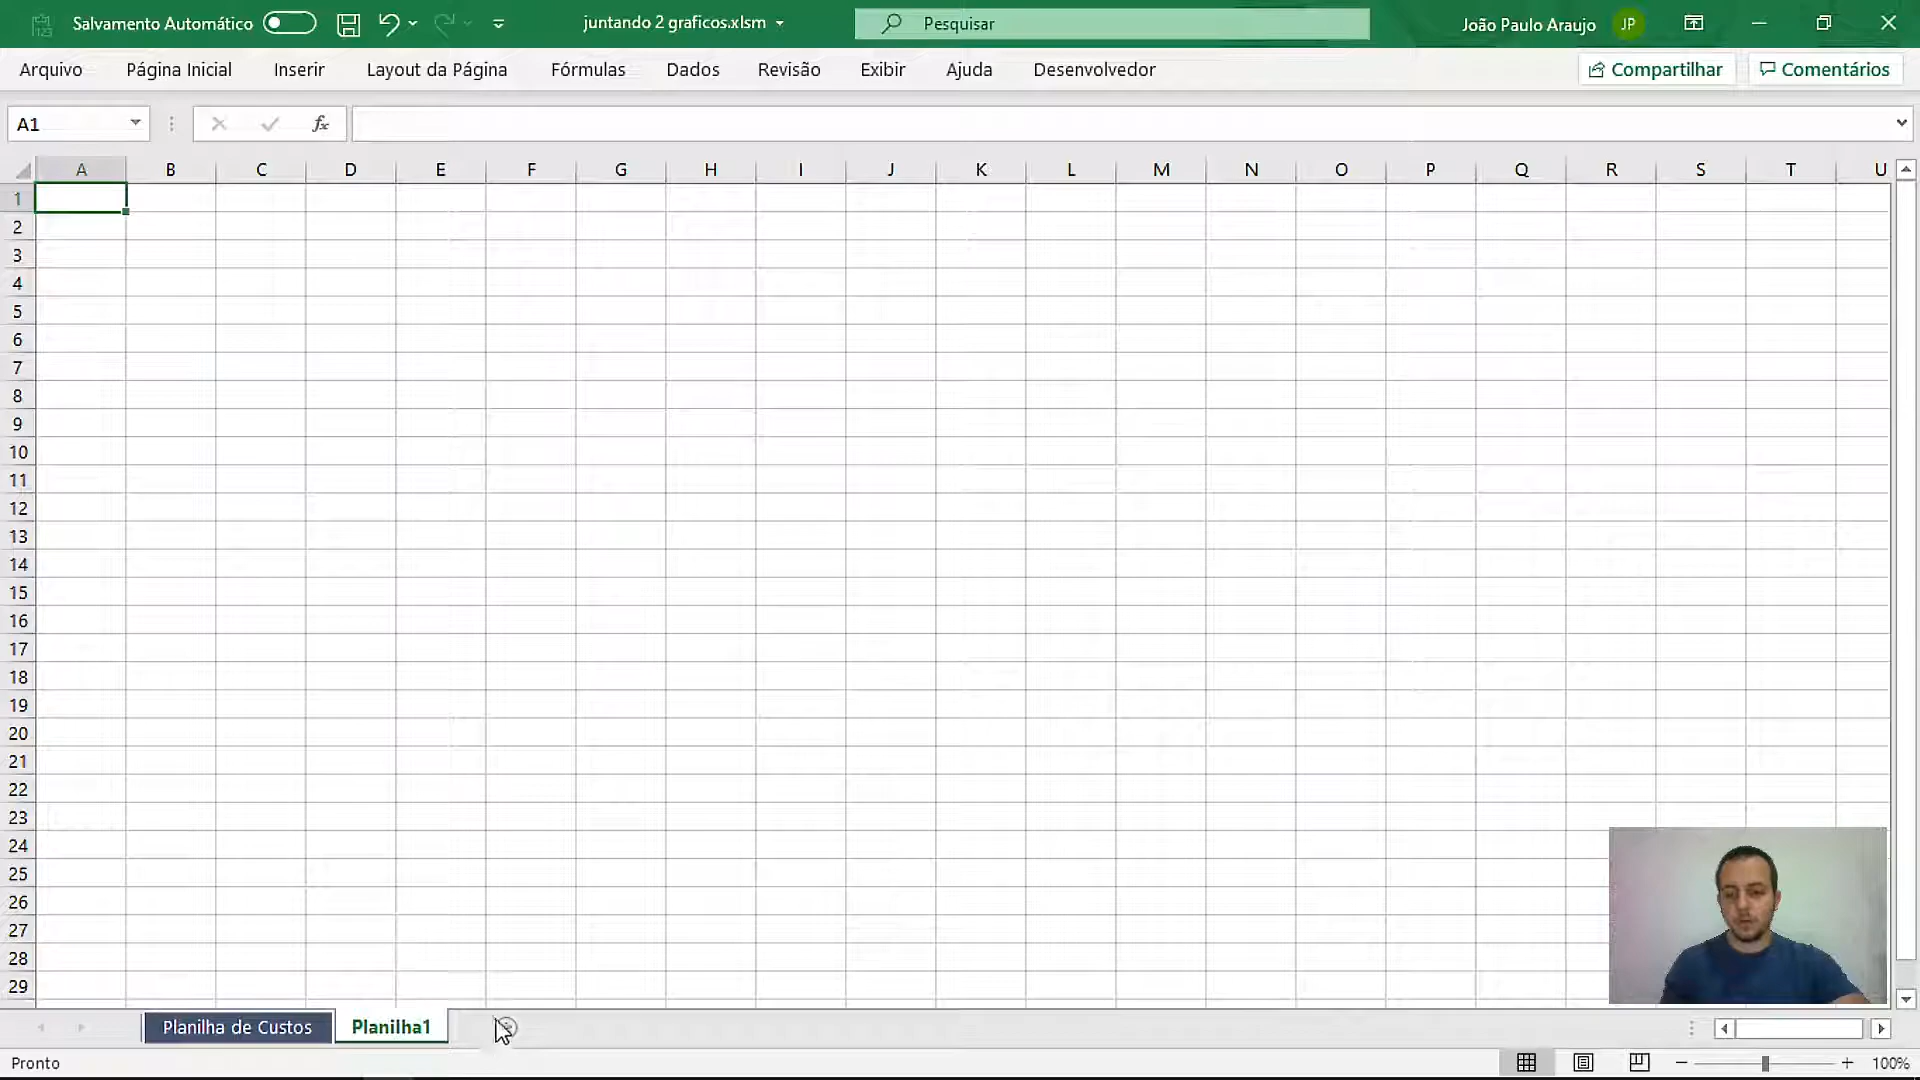 Salvamento Automático
juntando 2 graficos.xlsm
Pesquisar
João Paulo Araujo
JP
Arquivo
Página Inicial
Inserir
Layout da Página
Fórmulas
Dados
Revisão
Exibir
Ajuda
Desenvolvedor
Compartilhar
Comentários
A1
fx
A B C D E F G H I J K L M N O P Q R S T U
1
2
3
4
5
6
7
8
9
10
11
12
13
14
15
16
17
18
19
20
21
22
23
24
25
26
27
28
29
Planilha de Custos
Planilha1
Pronto
100%